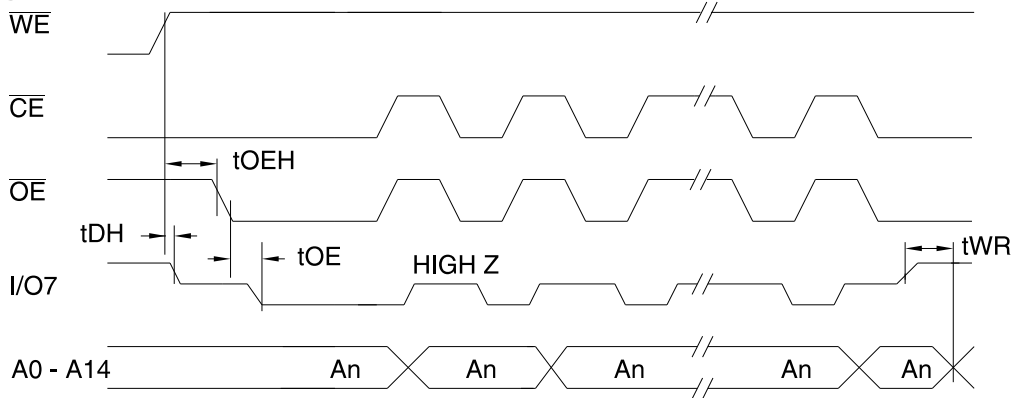 WE
CE
tOEH
OE
tDH
tOE
HIGH Z
tWR
I/O7
A0 - A14
An
An
An
An
An